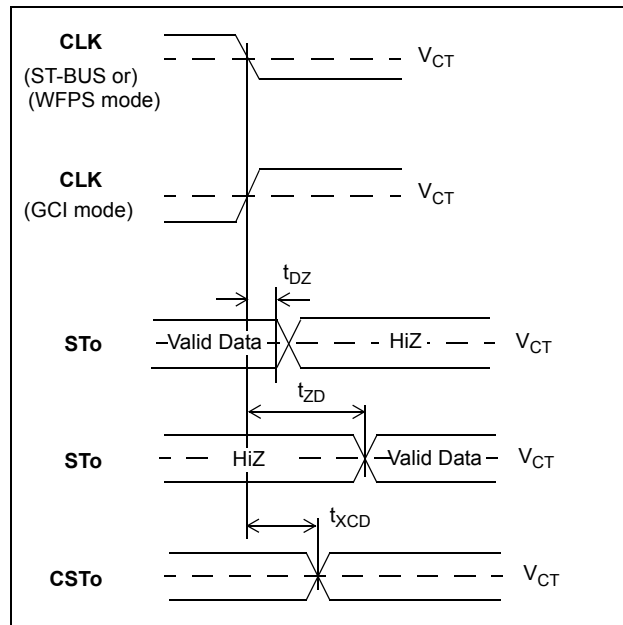 CLK
(ST-BUS or)
(WFPS mode)
V_CT
CLK
(GCI mode)
V_CT
t_DZ
STo
Valid Data
HiZ
V_CT
t_ZD
STo
HiZ
Valid Data
V_CT
t_XCD
CSTo
V_CT